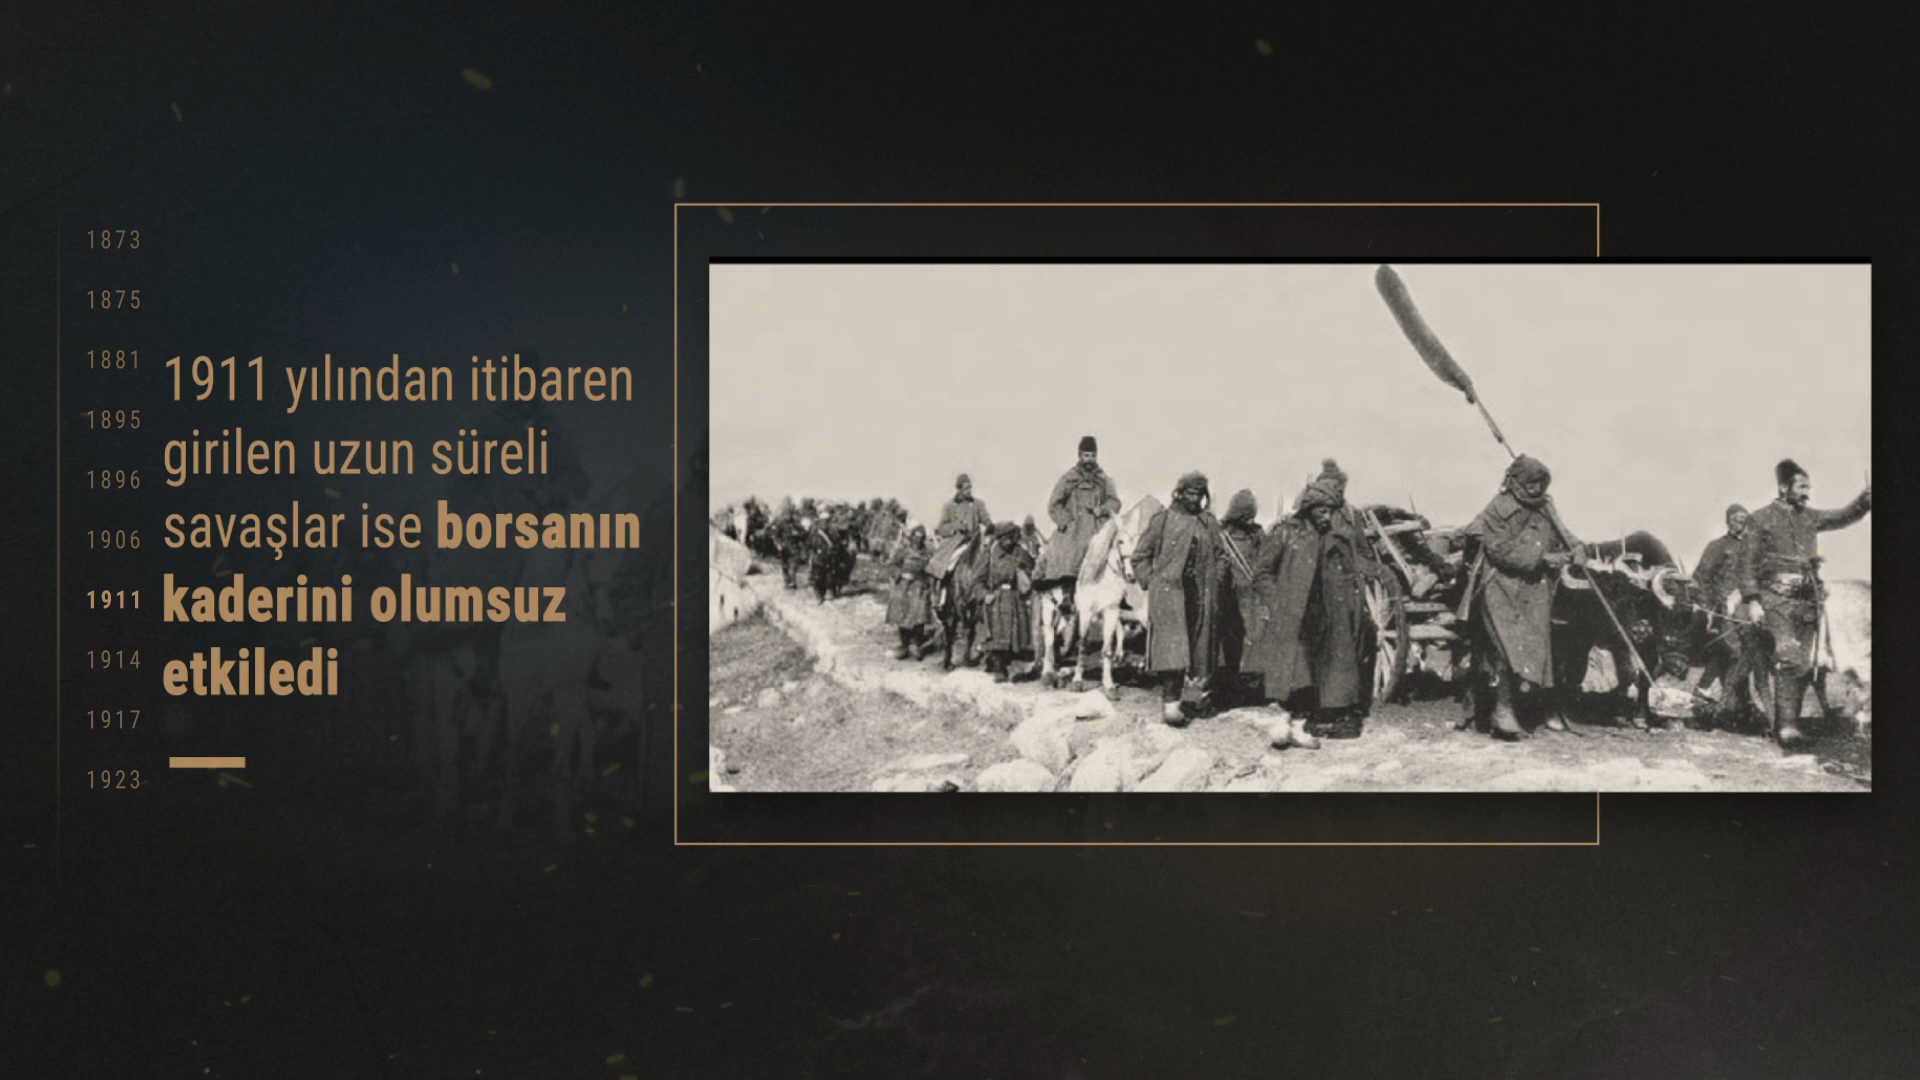 1873
1875
1881
1895
1896
1906
1911
1914
1917
1923
1911 yılından itibaren
girilen uzun süreli
savaşlar ise borsanın
kaderini olumsuz
etkiledi